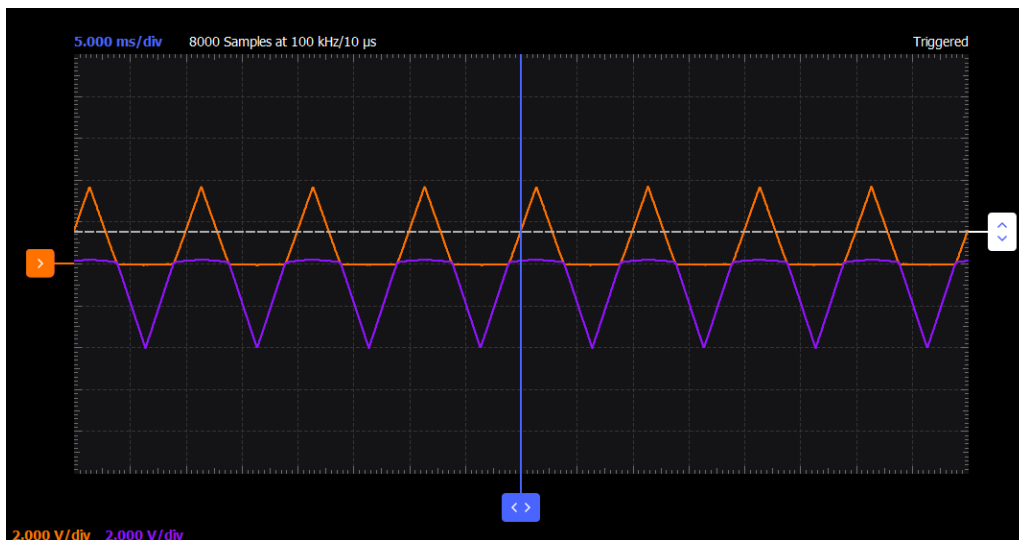 5.000 ms/div 8000 Samples at 100 kHz/10 µs Triggered
2.000 V/div 2.000 V/div